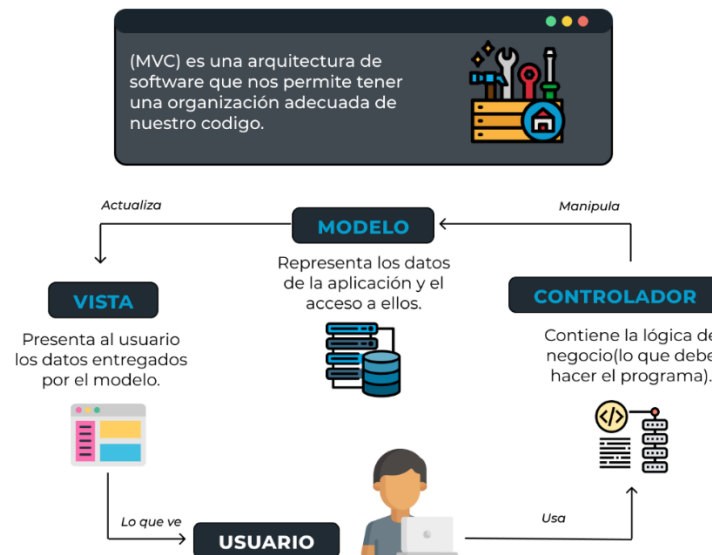 (MVC) es una arquitectura de
software que nos permite tener
una organización adecuada de
nuestro codigo.
Actualiza
MODELO
Manipula
Representa los datos
de la aplicación y el
acceso a ellos.
VISTA
Presenta al usuario
los datos entregados
por el modelo.
CONTROLADOR
Contiene la lógica de
negocio(lo que debe
hacer el programa).
</>
Lo que ve
USUARIO
Usa